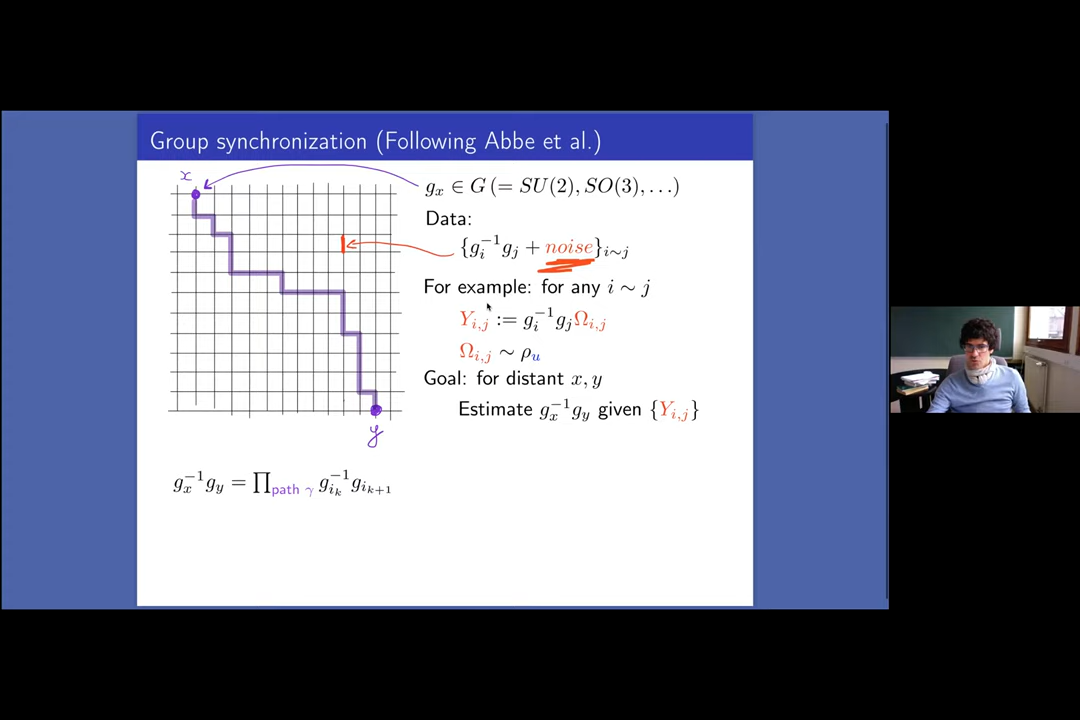 Group synchronization (Following Abbe et al.)
x
g_x ∈ G (= SU(2), SO(3), . . .)
Data:
{g_i^{-1} g_j + noise}_{i∼j}
For example: for any i ∼ j
Y_{i,j} := g_i^{-1} g_j Ω_{i,j}
Ω_{i,j} ∼ ρ_u
Goal: for distant x, y
Estimate g_x^{-1} g_y given {Y_{i,j}}
y
g_x^{-1} g_y = ∏_{path γ} g_{i_k}^{-1} g_{i_{k+1}}